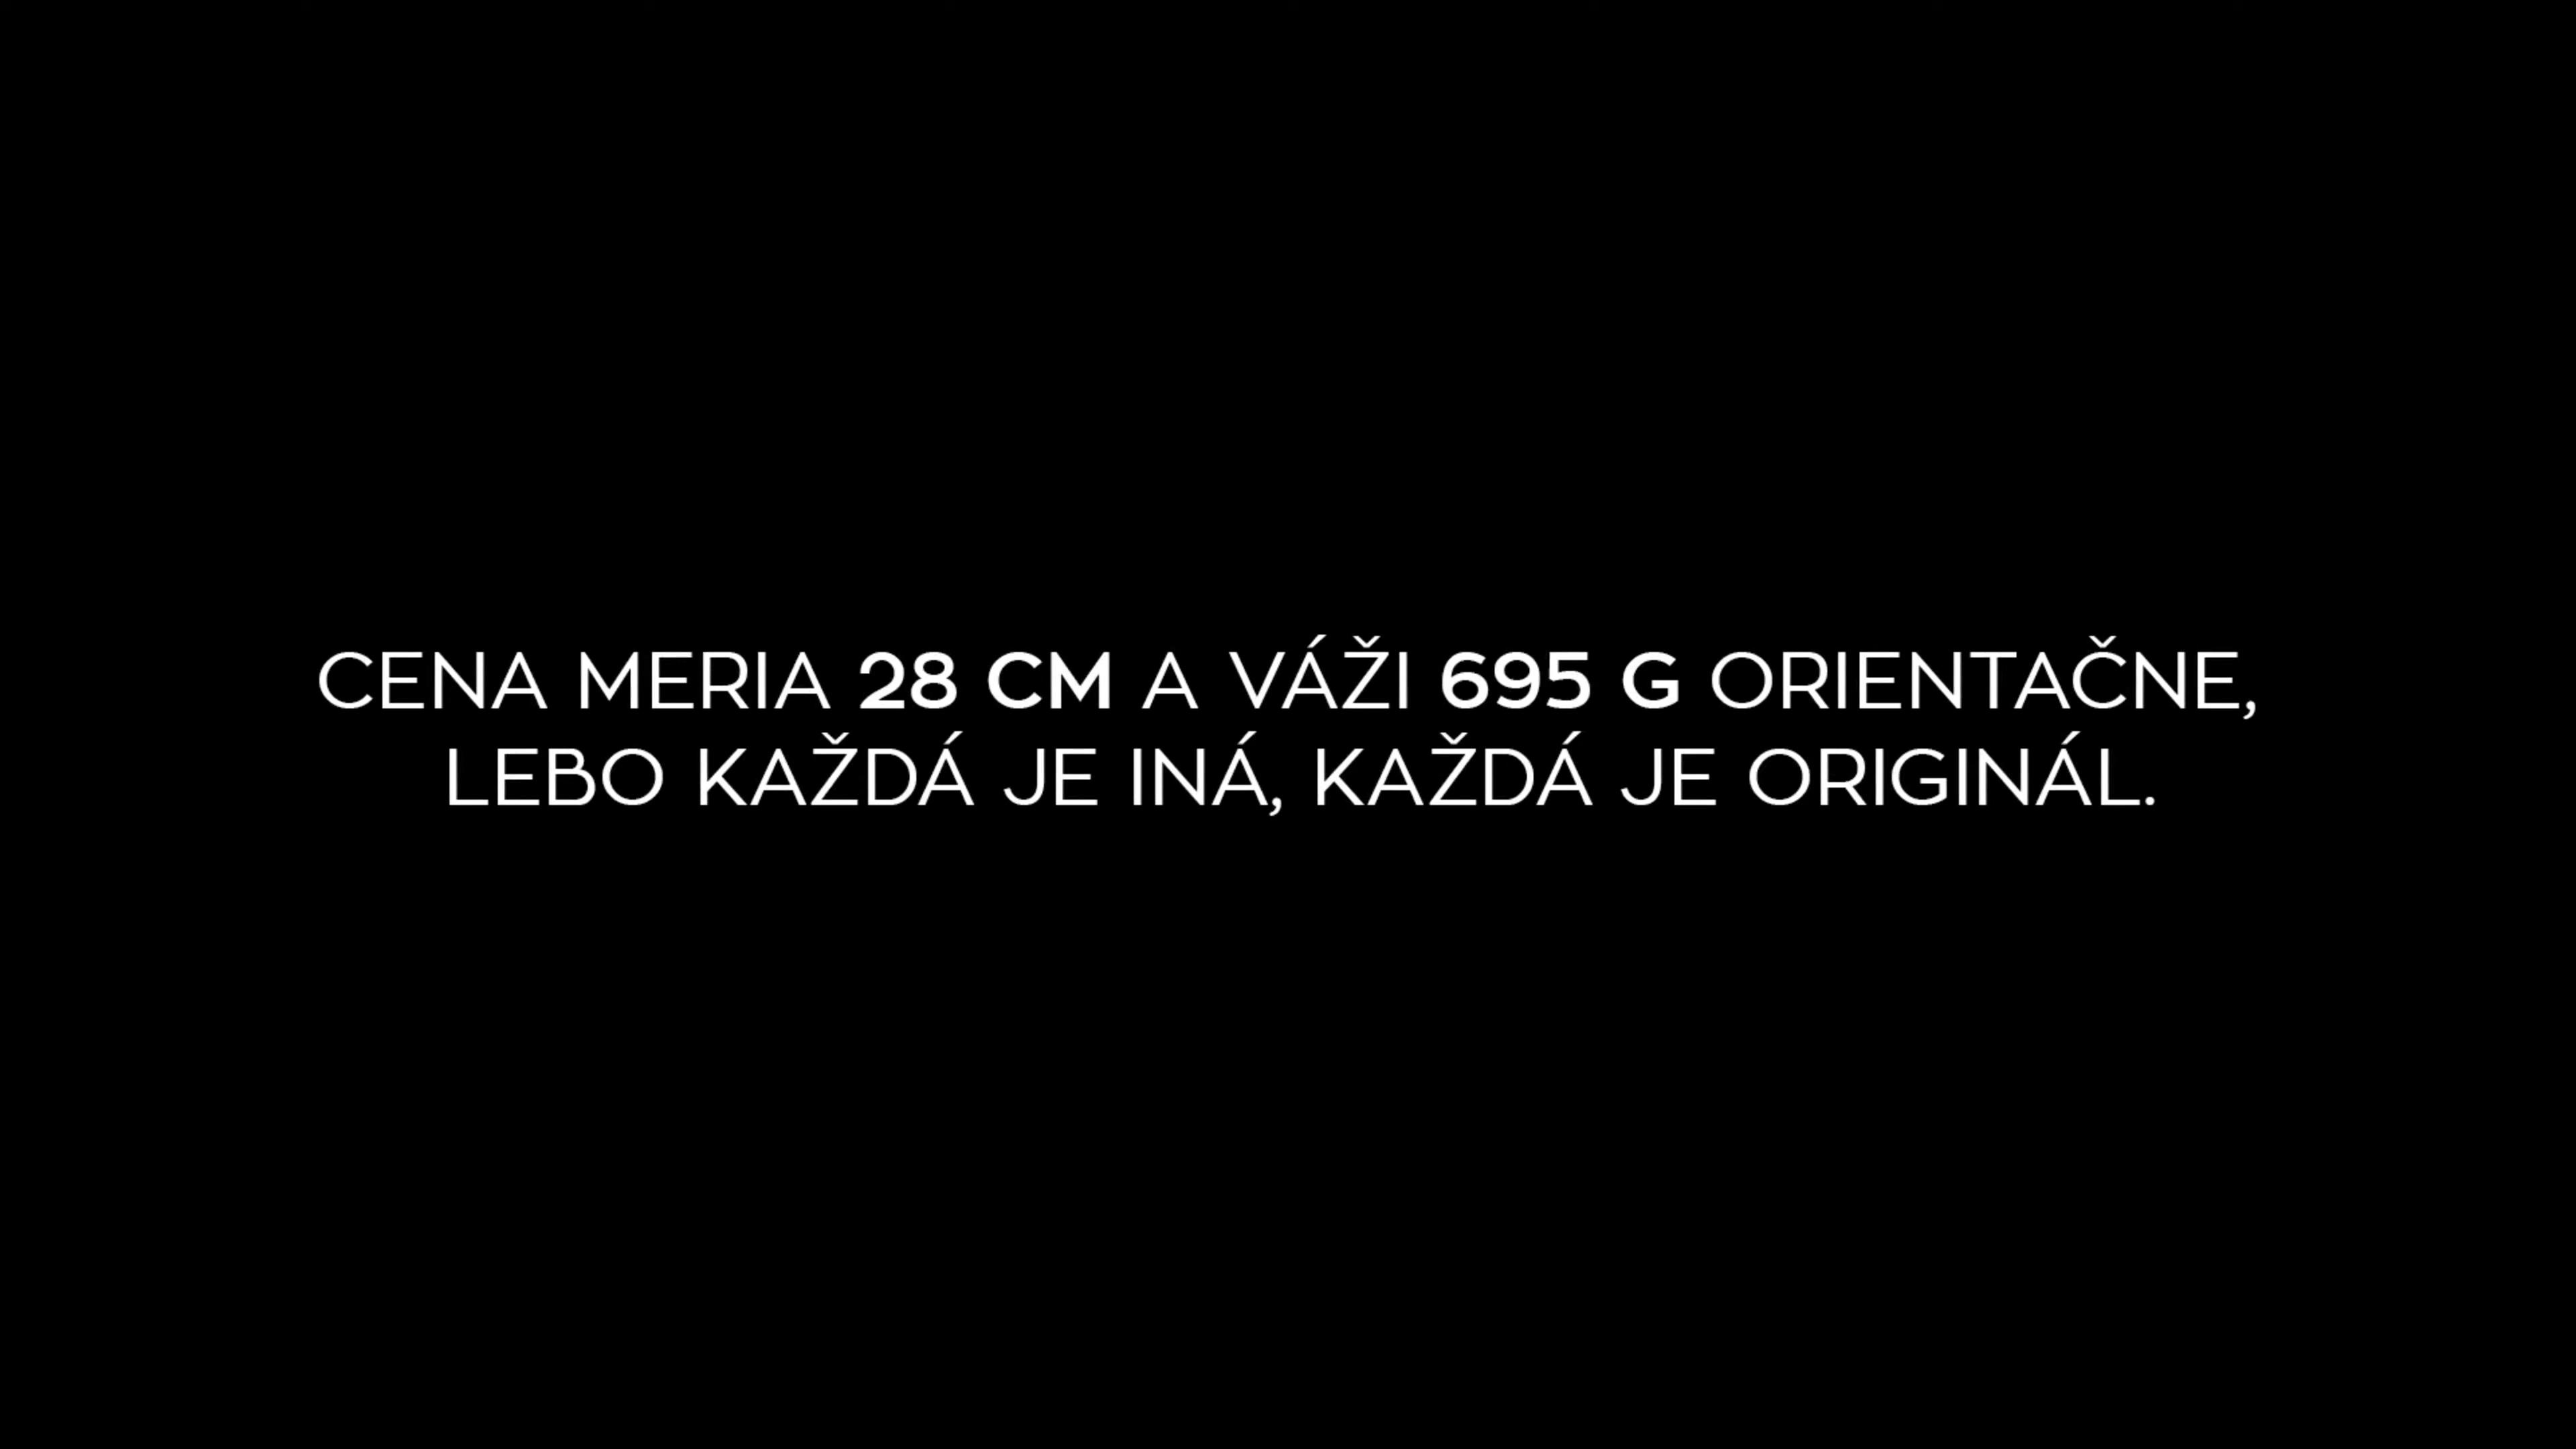 CENA MERIA 28 CM A VÁŽI 695 G ORIENTAČNE,
LEBO KAŽDÁ JE INÁ, KAŽDÁ JE ORIGINÁL.